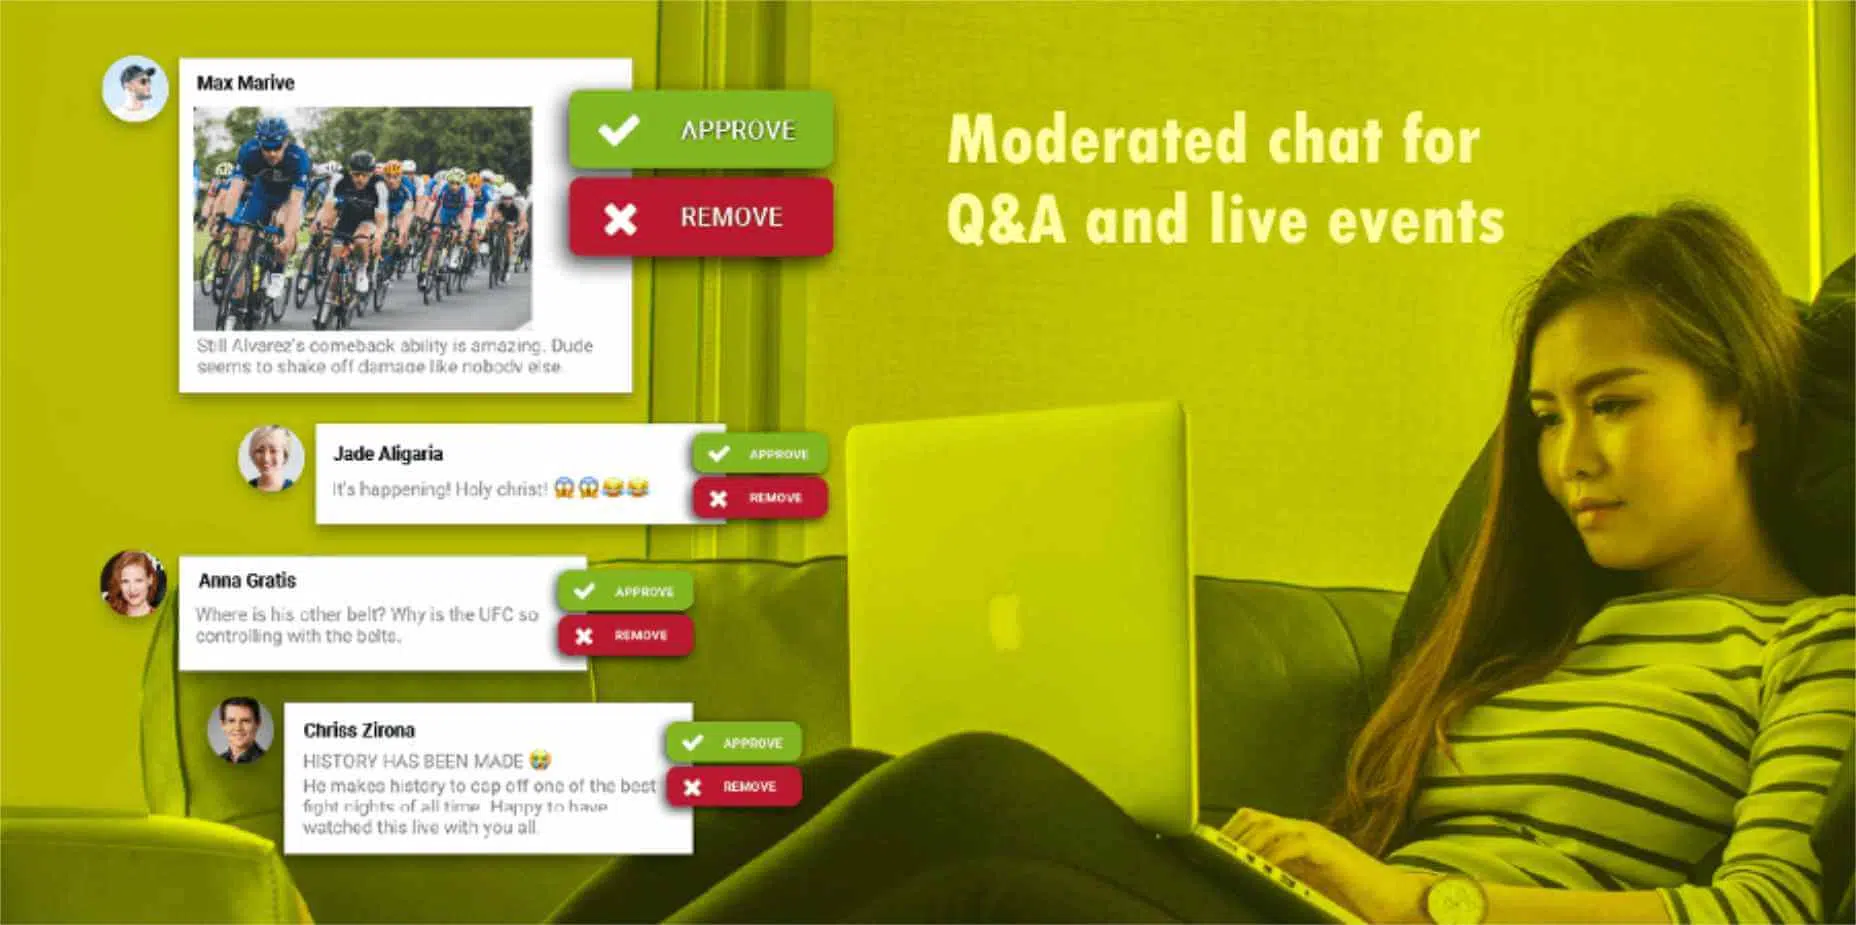 Max Marive
APPROVE
REMOVE
Still Alvarez's comeback ability is amazing. Dude
seems to shake off damage like nobody else.
Moderated chat for
Q&A and live events
Jade Aligaria
It's happening! Holy christ! 😱😱😂😂
APPROVE
REMOVE
Anna Gratis
Where is his other belt? Why is the UFC so
controlling with the belts.
APPROVE
REMOVE
Chriss Zirona
HISTORY HAS BEEN MADE 😭
He makes history to cap off one of the best
fight nights of all time. Happy to have
watched this live with you all.
APPROVE
REMOVE